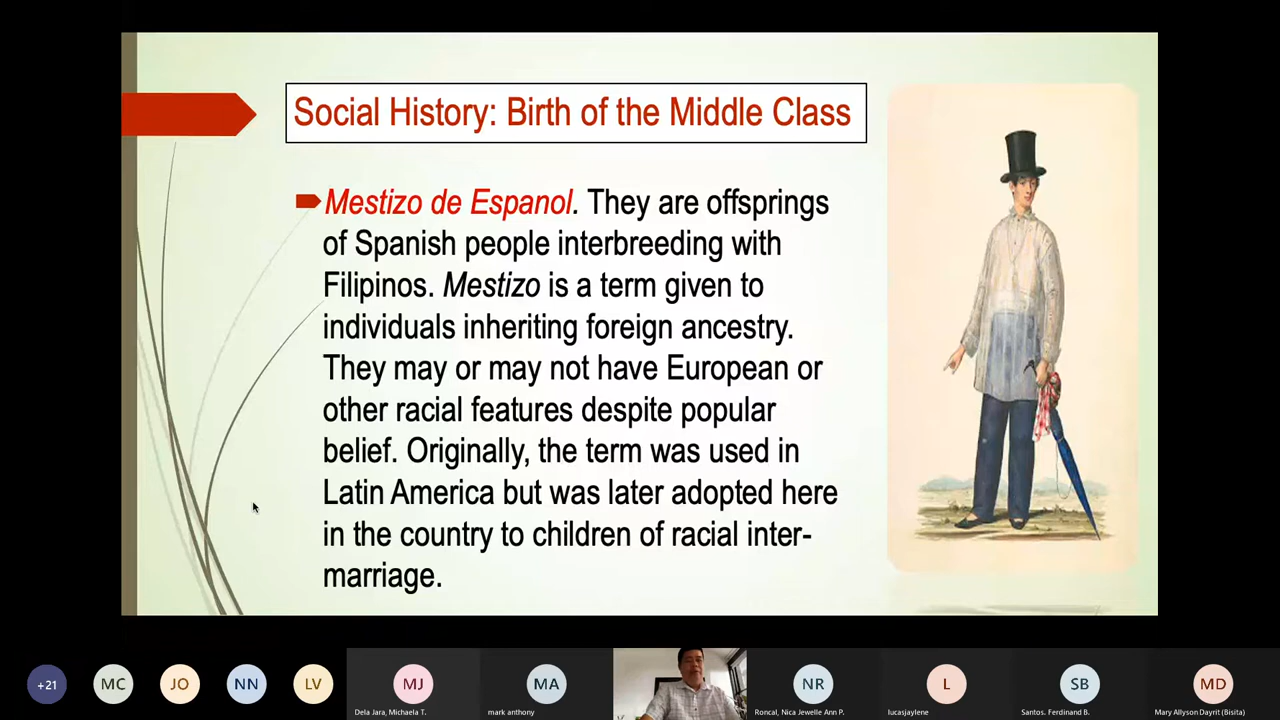 Social History: Birth of the Middle Class
Mestizo de Espanol. They are offsprings
of Spanish people interbreeding with
Filipinos. Mestizo is a term given to
individuals inheriting foreign ancestry.
They may or may not have European or
other racial features despite popular
belief. Originally, the term was used in
Latin America but was later adopted here
in the country to children of racial inter-
marriage.
+21
MC
JO
NN
LV
MJ
MA
NR
L
SB
MD
Dela Jara, Michaela T.
mark anthony
Roncal, Nica Jewelle Ann P.
lucasjaylene
Santos. Ferdinand B.
Mary Allyson Dayrit (Bisita)